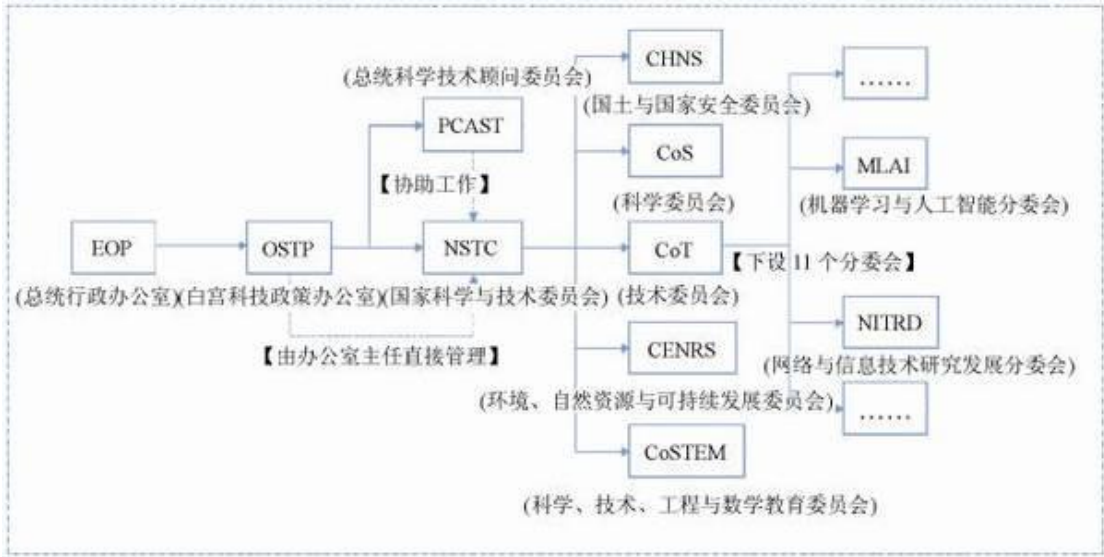 CHNS
(国土与国家安全委员会)
(总统科学技术顾问委员会)
PCAST
【协助工作】
CoS
(科学委员会)
……
MLAI
(机器学习与人工智能分委会)
EOP
(总统行政办公室)
OSTP
(白宫科技政策办公室)
NSTC
(国家科学与技术委员会)
CoT
(技术委员会)
【下设 11 个分委会】
【由办公室主任直接管理】
CENRS
(环境、自然资源与可持续发展委员会)
NITRD
(网络与信息技术研究发展分委会)
……
CoSTEM
(科学、技术、工程与数学教育委员会)